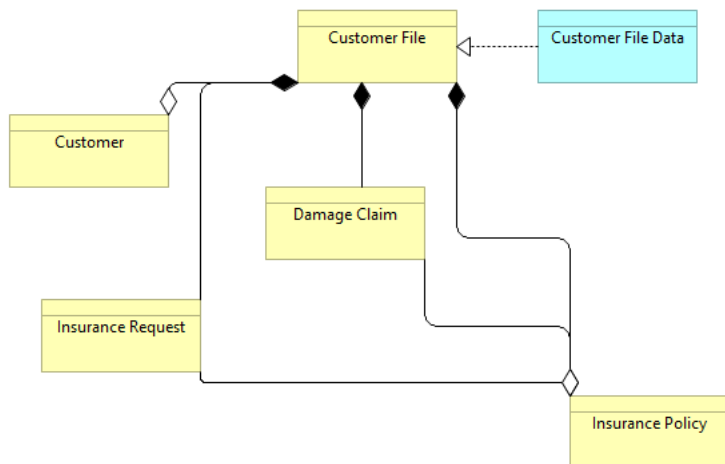 Customer File
Customer File Data
Customer
Damage Claim
Insurance Request
Insurance Policy